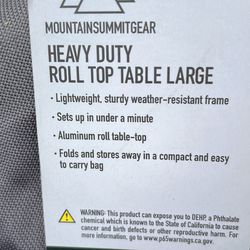 MOUNTAINSUMMITGEAR
HEAVY DUTY
ROLL TOP TABLE LARGE
• Lightweight, sturdy weather-resistant frame
• Sets up in under a minute
• Aluminum roll table-top
• Folds and stores away in a compact and easy
to carry bag
WARNING: This product can expose you to DEHP, a Phthalate
chemical which is known to the State of California to cause
cancer and birth defects or other reproductive harm. For
more information, go to www.p65warnings.ca.gov.